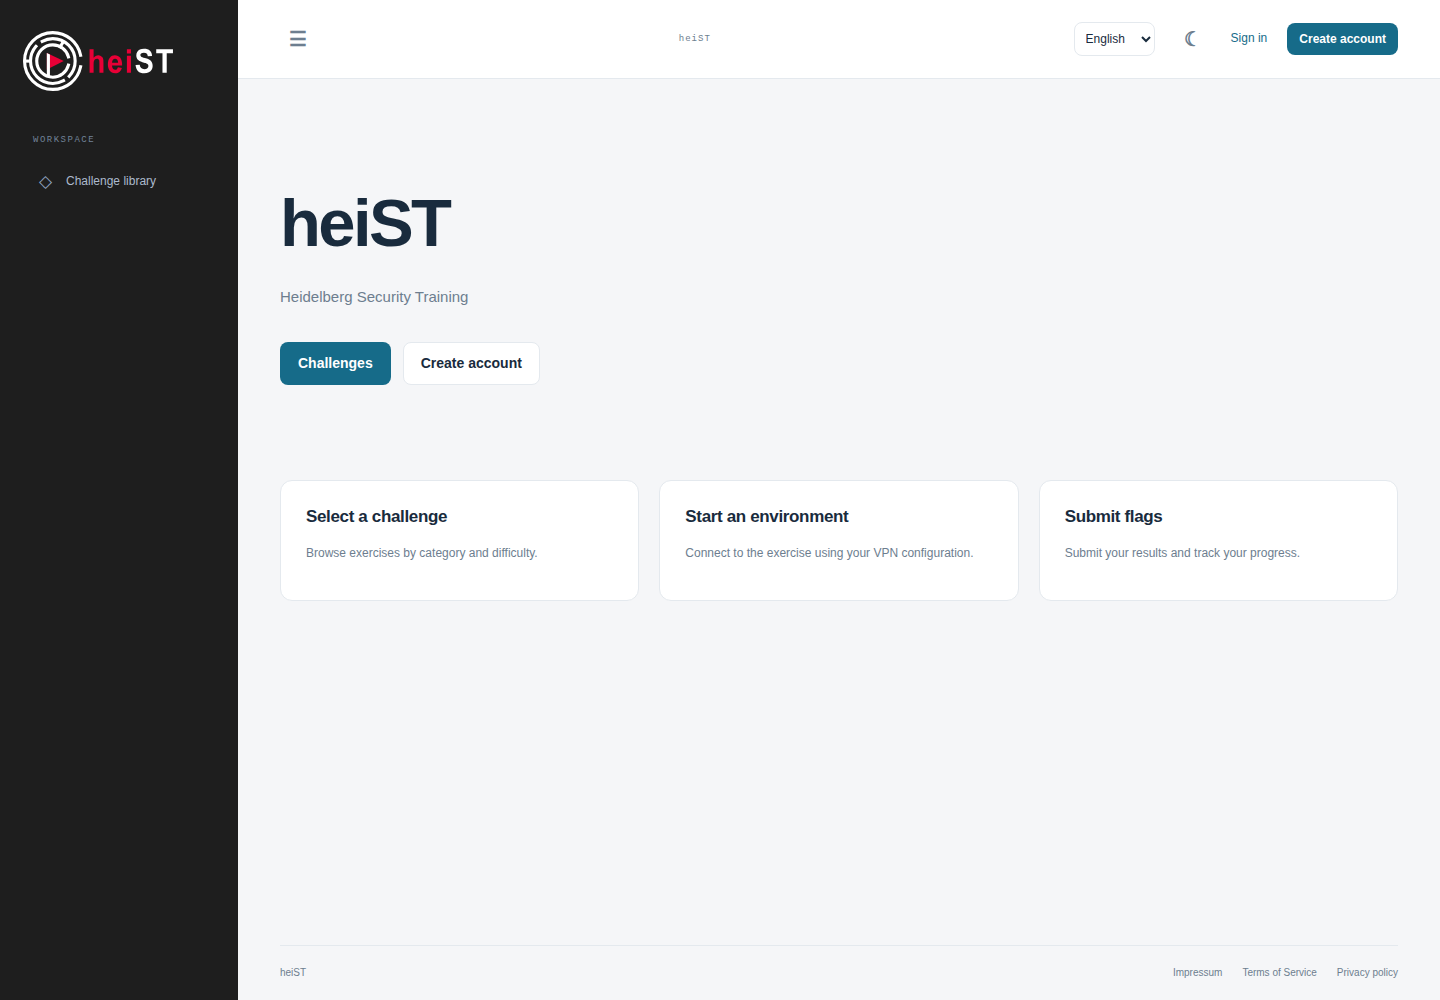 heiST
WORKSPACE
Challenge library
heiST
English
Sign in
Create account
heiST
Heidelberg Security Training
Challenges
Create account
Select a challenge
Browse exercises by category and difficulty.
Start an environment
Connect to the exercise using your VPN configuration.
Submit flags
Submit your results and track your progress.
heiST
Impressum
Terms of Service
Privacy policy